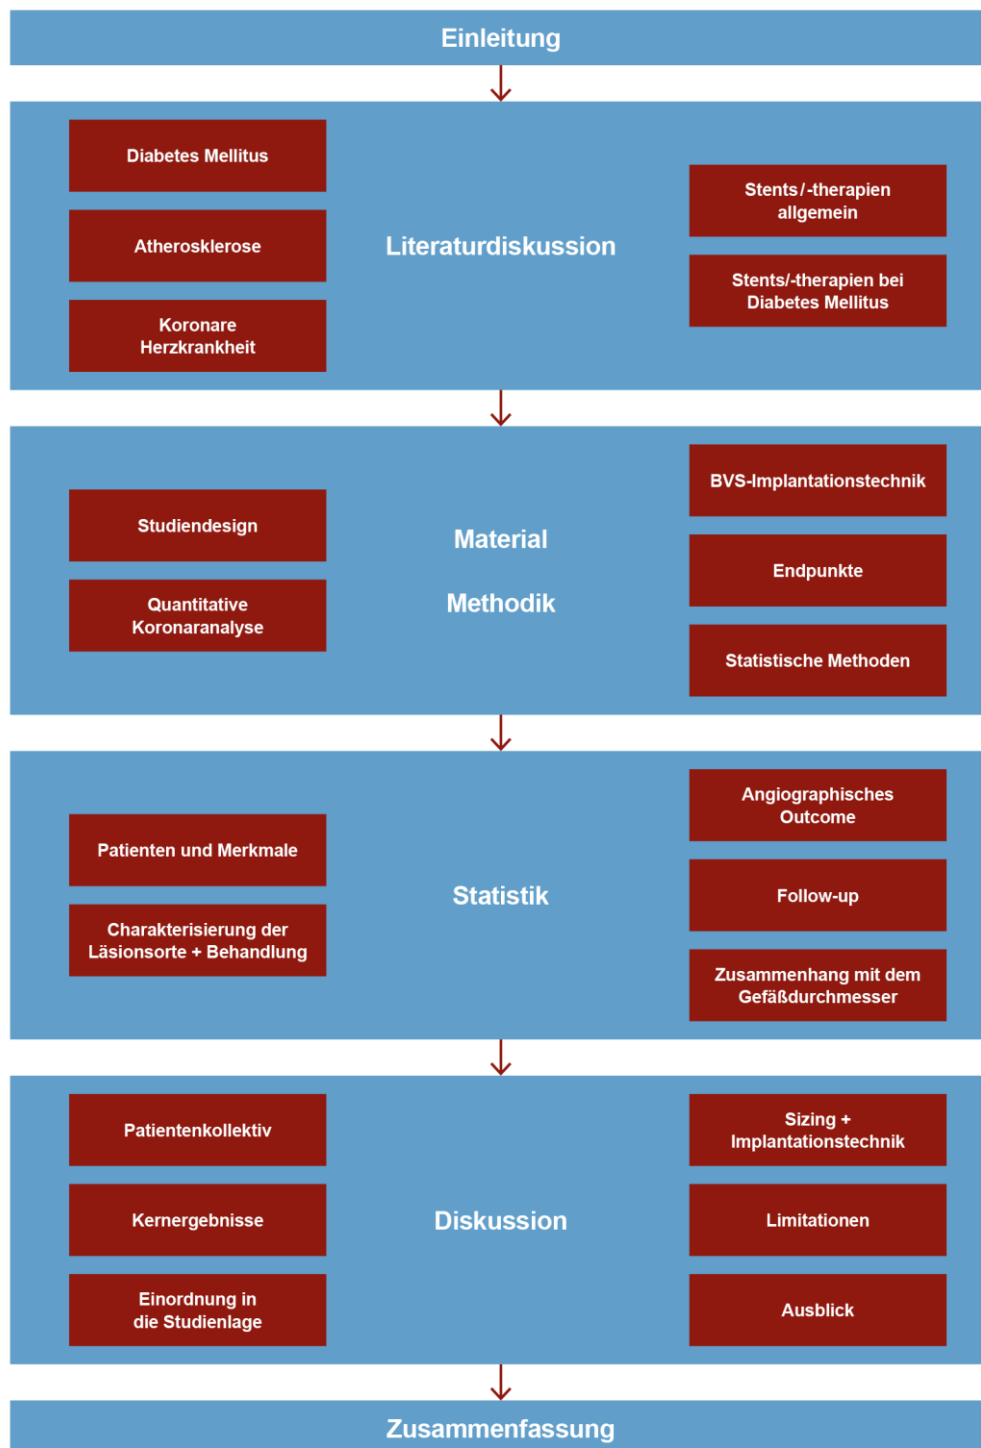 Einleitung
Diabetes Mellitus
Atherosklerose
Koronare
Herzkrankheit
Literaturdiskussion
Stents/-therapien
allgemein
Stents/-therapien bei
Diabetes Mellitus
Studiendesign
Quantitative
Koronaranalyse
Material
Methodik
BVS-Implantationstechnik
Endpunkte
Statistische Methoden
Patienten und Merkmale
Charakterisierung der
Läsionsorte + Behandlung
Statistik
Angiographisches
Outcome
Follow-up
Zusammenhang mit dem
Gefäßdurchmesser
Patientenkollektiv
Kernergebnisse
Einordnung in
die Studienlage
Diskussion
Sizing +
Implantationstechnik
Limitationen
Ausblick
Zusammenfassung